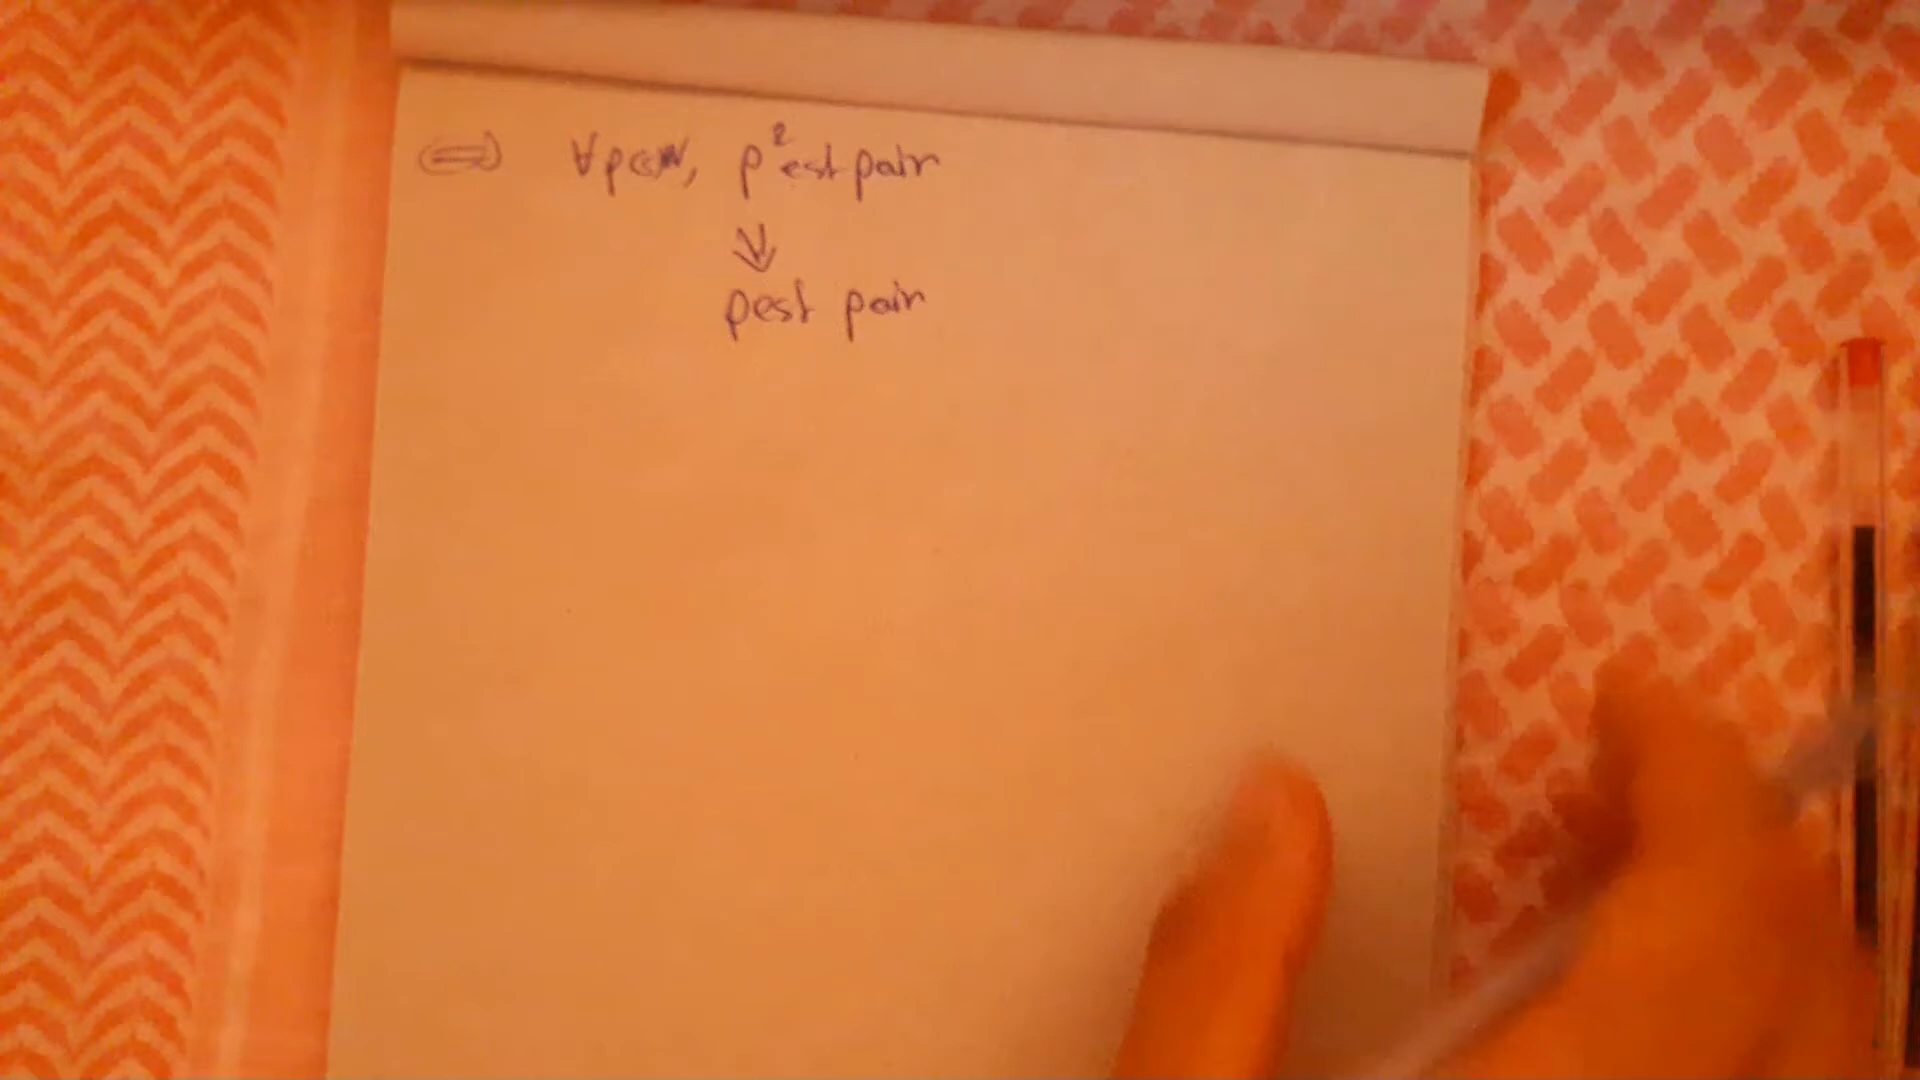 ⇔ ∀p∈ℕ, p² est pair
⇓
p est pair